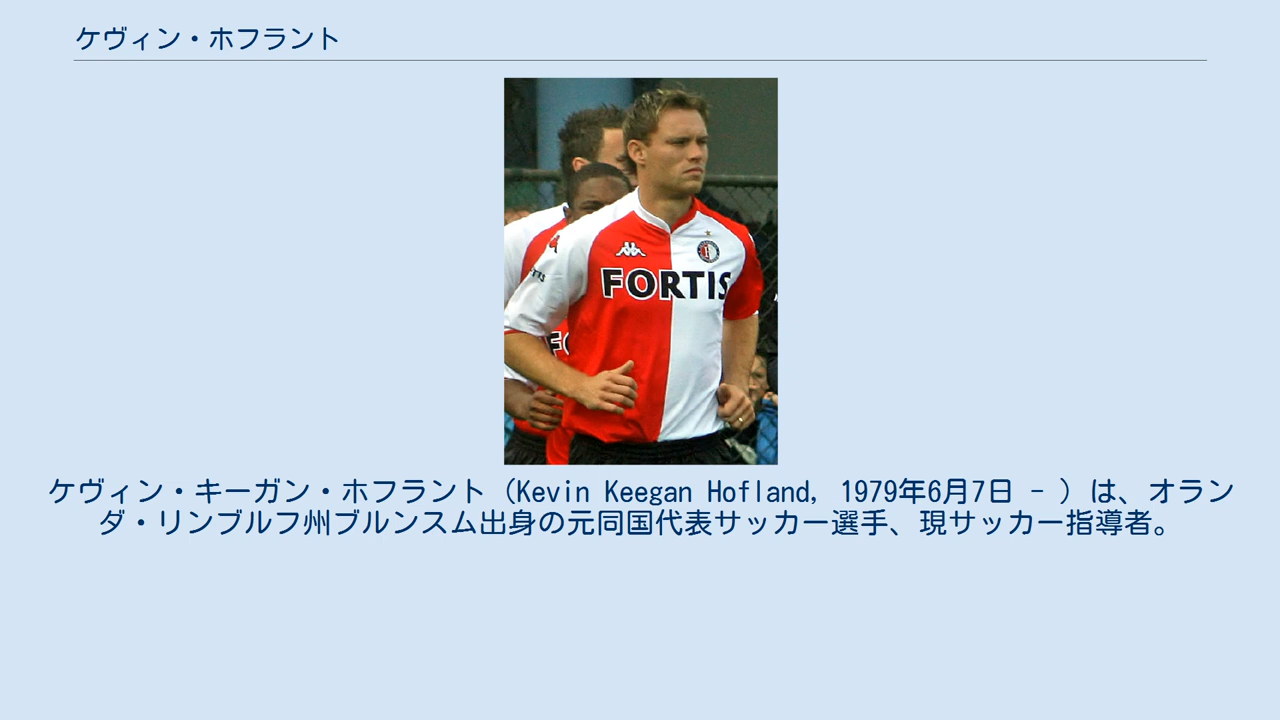 ケヴィン・ホフラント
FORTIS
ケヴィン・キーガン・ホフラント（Kevin Keegan Hofland, 1979年6月7日 - ）は、オラン
ダ・リンブルフ州ブルンスム出身の元同国代表サッカー選手、現サッカー指導者。